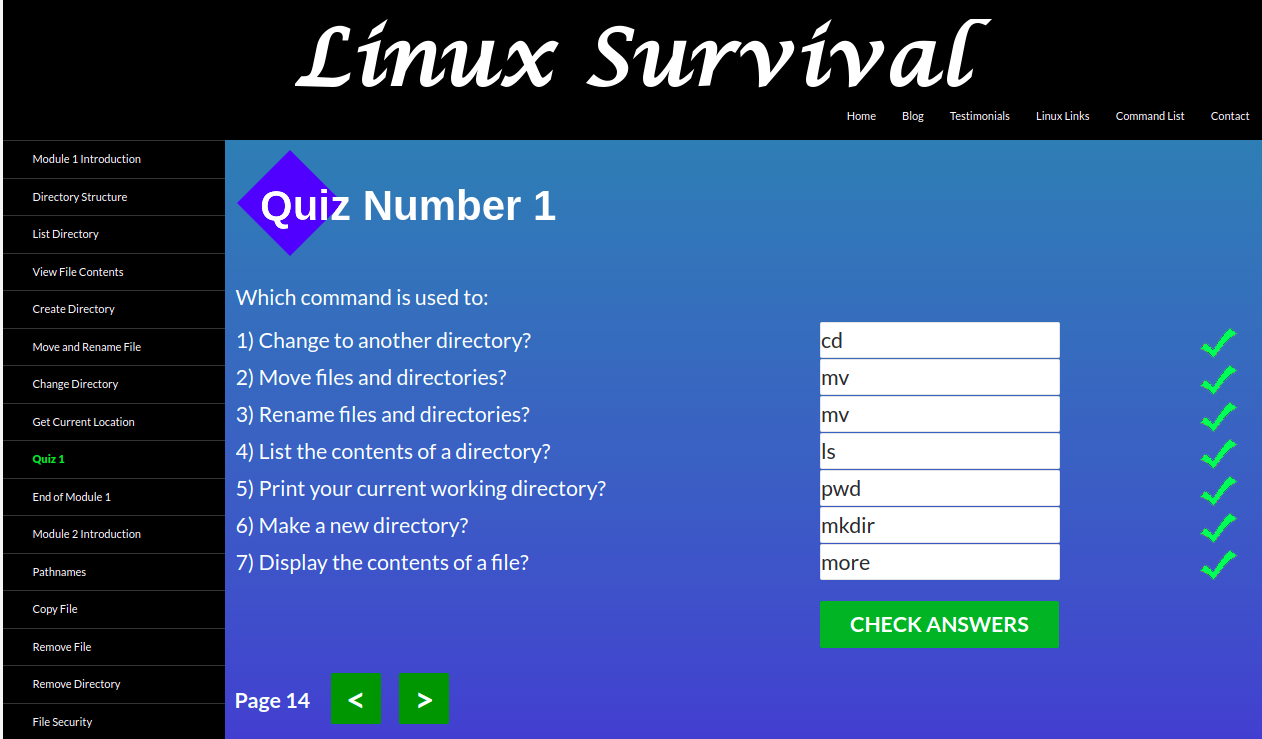 Linux Survival
Home Blog Testimonials Linux Links Command List Contact
Module 1 Introduction
Directory Structure
List Directory
View File Contents
Create Directory
Move and Rename File
Change Directory
Get Current Location
Quiz 1
End of Module 1
Module 2 Introduction
Pathnames
Copy File
Remove File
Remove Directory
File Security
Quiz Number 1
Which command is used to:
1) Change to another directory? cd
2) Move files and directories? mv
3) Rename files and directories? mv
4) List the contents of a directory? ls
5) Print your current working directory? pwd
6) Make a new directory? mkdir
7) Display the contents of a file? more
CHECK ANSWERS
Page 14 < >